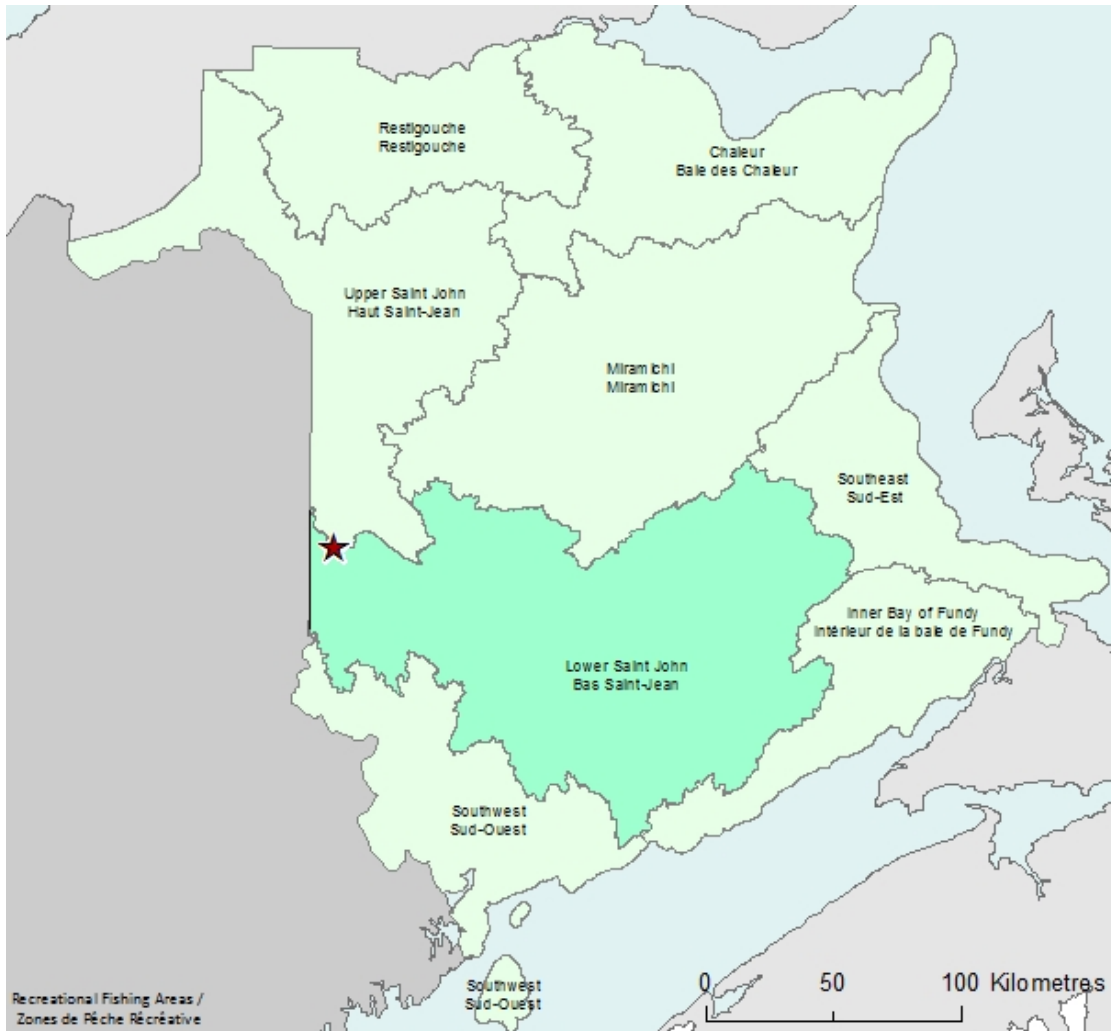 Restigouche
Restigouche
Chaleur
Baie des Chaleur
Upper Saint John
Haut Saint-Jean
Miramichi
Miramichi
Southeast
Sud-Est
Inner Bay of Fundy
Intérieur de la baie de Fundy
Lower Saint John
Bas Saint-Jean
Southwest
Sud-Ouest
Southwest
Sud-Ouest
0 50 100 Kilometres
Recreational Fishing Areas /
Zones de Pêche Récréative